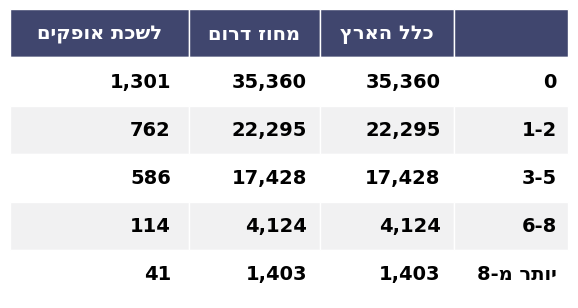 כלל הארץ מחוז דרום לשכת אופקים
0 35,360 35,360 1,301
1-2 22,295 22,295 762
3-5 17,428 17,428 586
6-8 4,124 4,124 114
יותר מ-8 1,403 1,403 41